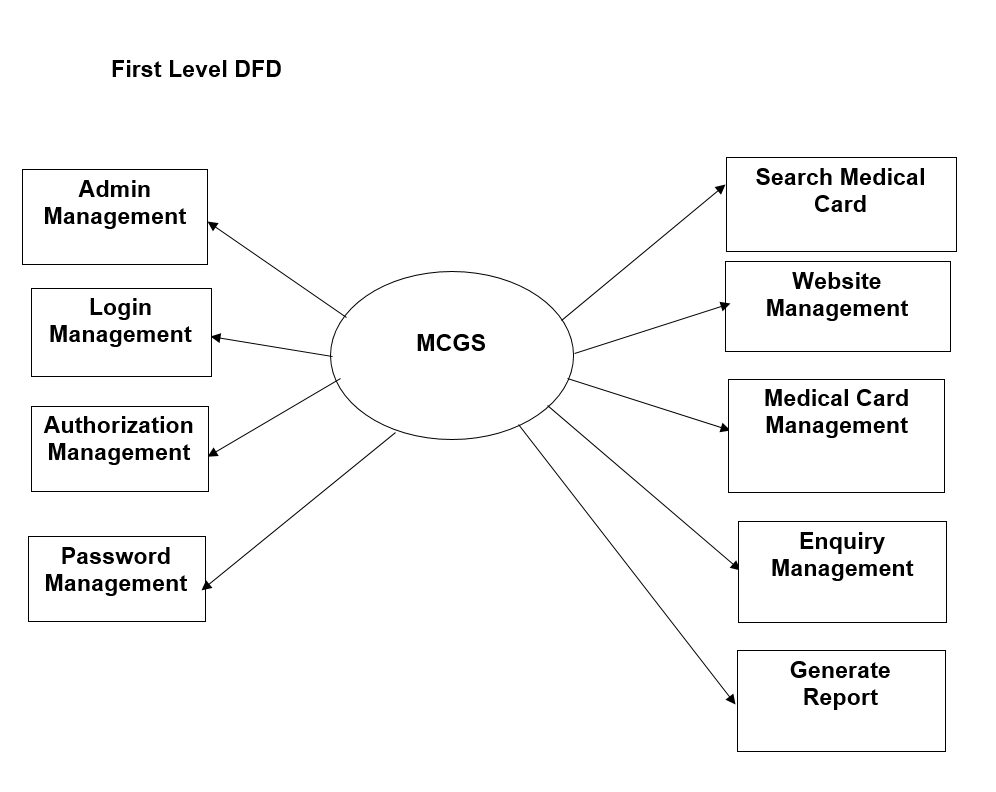 First Level DFD
Admin
Management
Login
Management
Authorization
Management
Password
Management
MCGS
Search Medical
Card
Website
Management
Medical Card
Management
Enquiry
Management
Generate
Report